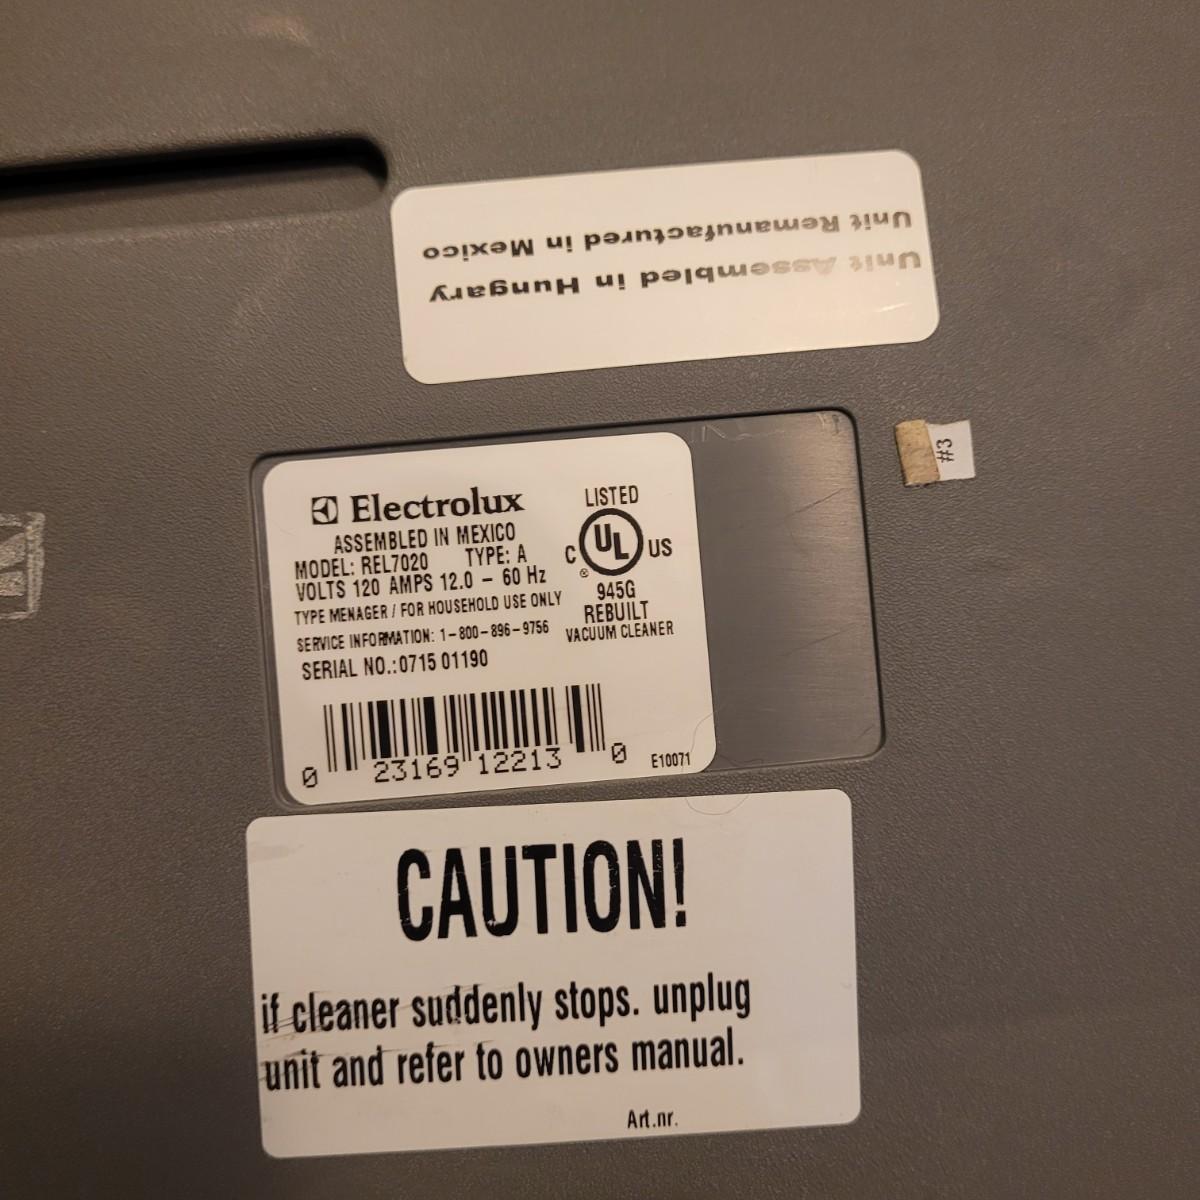 Unit Assembled in Hungary
Unit Remanufactured in Mexico
#3
Electrolux
ASSEMBLED IN MEXICO
MODEL: REL7020 TYPE: A
VOLTS 120 AMPS 12.0 - 60 Hz
TYPE MENAGER / FOR HOUSEHOLD USE ONLY
SERVICE INFORMATION: 1-800-896-9756
SERIAL NO.:0715 01190
LISTED
C UL US
®
945G
REBUILT
VACUUM CLEANER
0 23169 12213 0
E10071
CAUTION!
if cleaner suddenly stops. unplug
unit and refer to owners manual.
Art.nr.